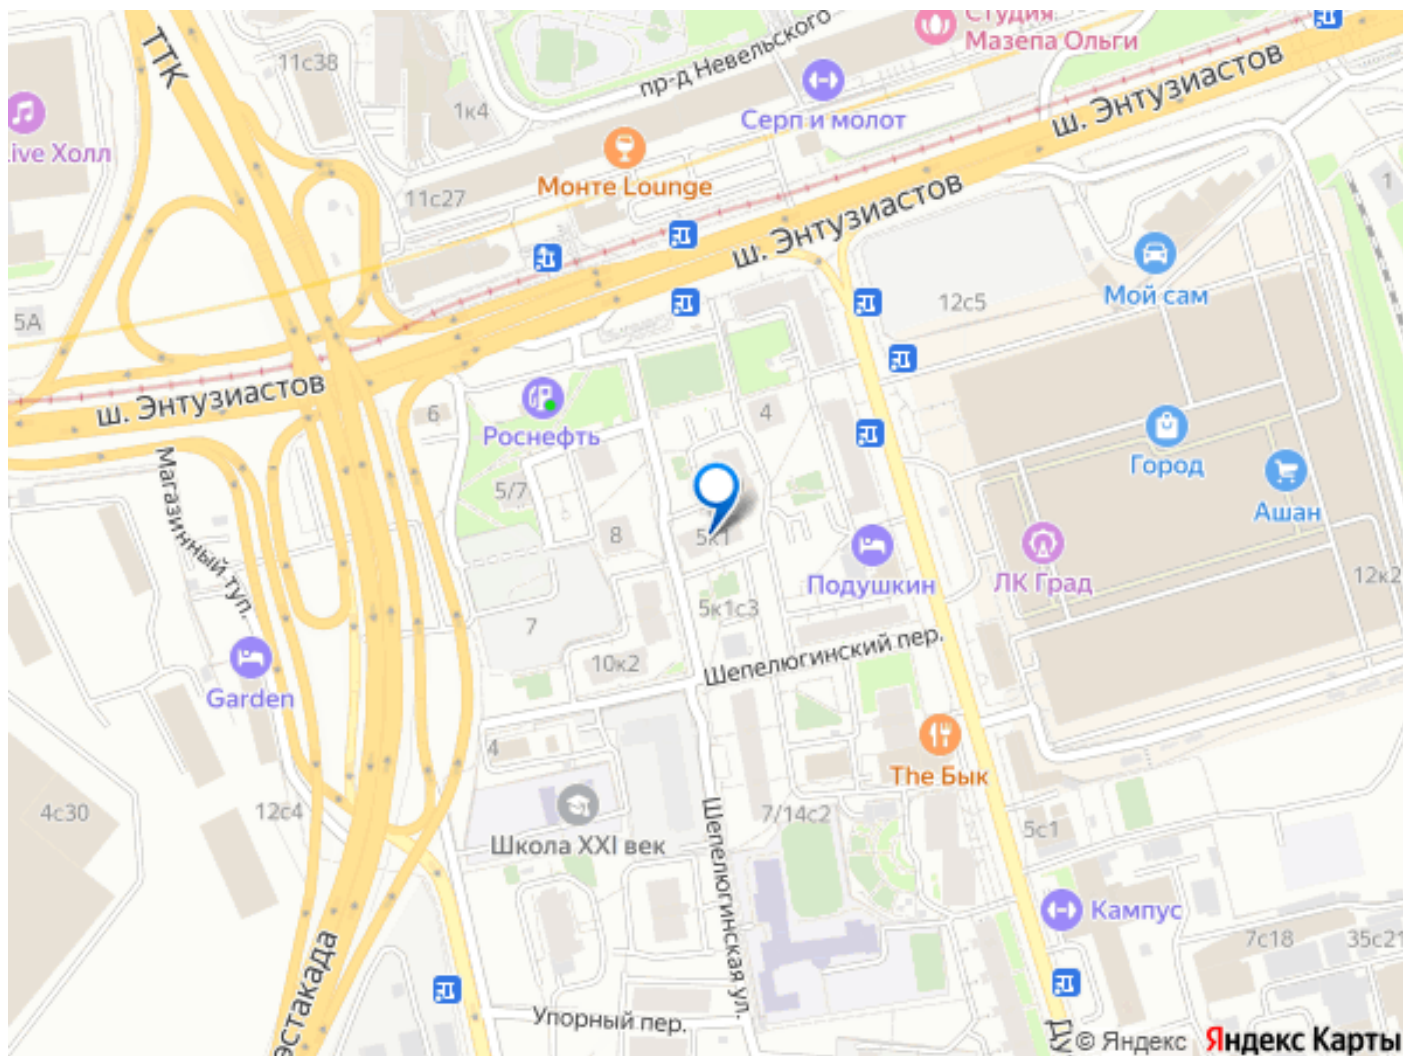 Студия
Мазепа Ольги
ТТК
11с38
пр-д Невельского
ш. Энтузиастов
1к4
Серп и молот
Live Холл
Монте Lounge
11с27
ш. Энтузиастов
1
Мой сам
12с5
5А
ш. Энтузиастов
6
4
Роснефть
Город
Магазинный туп.
5/7
Ашан
8
5к1
Подушкин
ЛК Град
12к2
5к1с3
7
Шепелюгинский пер.
10к2
Garden
4
The Бык
4с30
12с4
7/14с2
5с1
Школа XXI век
Шепелюгинская ул.
Кампус
7с18
35с21
эстакада
Упорный пер.
Ду
© Яндекс Яндекс Карты